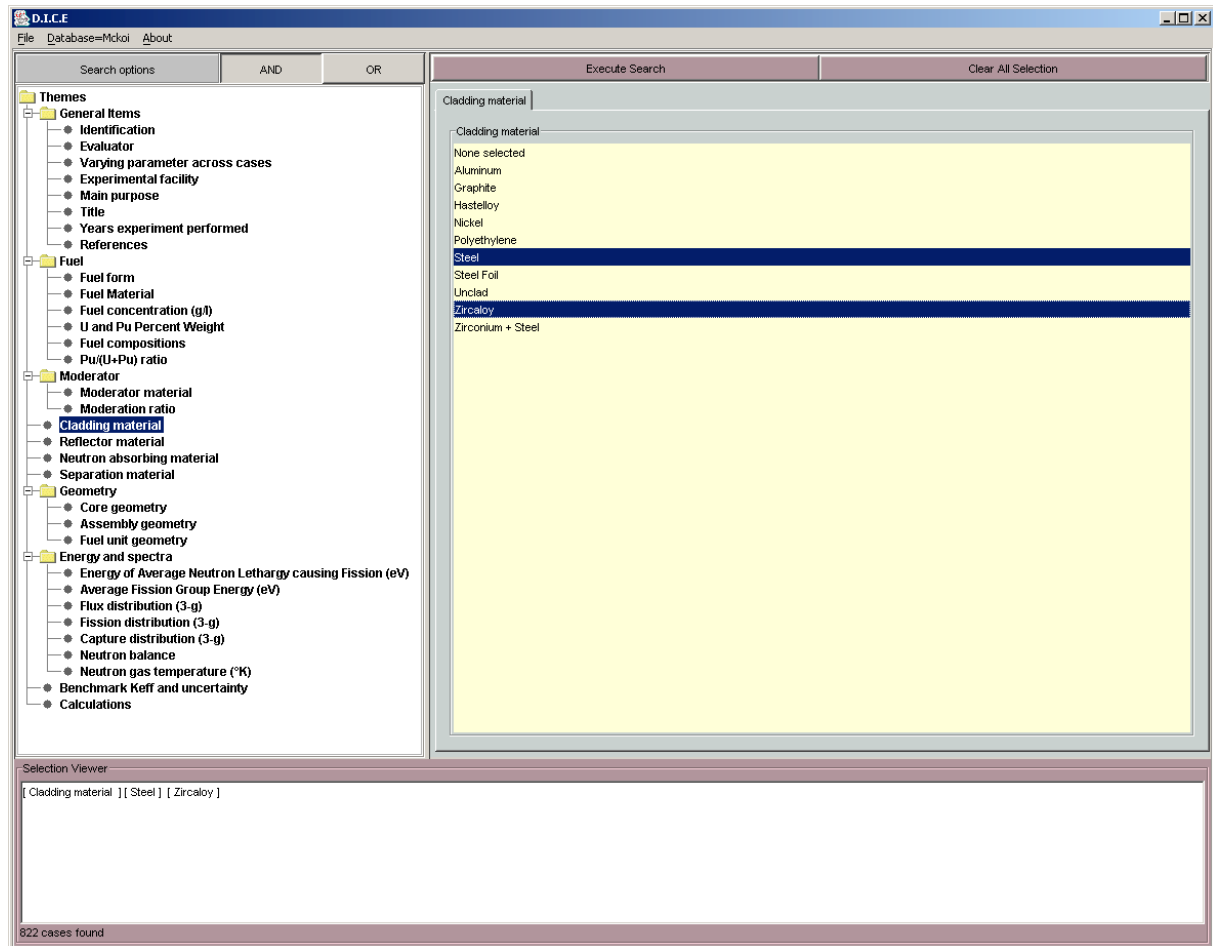 D.I.C.E
File Database=Mckoi About
Search options AND OR
Execute Search Clear All Selection
Themes
General Items
Identification
Evaluator
Varying parameter across cases
Experimental facility
Main purpose
Title
Years experiment performed
References
Fuel
Fuel form
Fuel Material
Fuel concentration (g/l)
U and Pu Percent Weight
Fuel compositions
Pu/(U+Pu) ratio
Moderator
Moderator material
Moderation ratio
Cladding material
Reflector material
Neutron absorbing material
Separation material
Geometry
Core geometry
Assembly geometry
Fuel unit geometry
Energy and spectra
Energy of Average Neutron Lethargy causing Fission (eV)
Average Fission Group Energy (eV)
Flux distribution (3-g)
Fission distribution (3-g)
Capture distribution (3-g)
Neutron balance
Neutron gas temperature (°K)
Benchmark Keff and uncertainty
Calculations
Cladding material
Cladding material
None selected
Aluminum
Graphite
Hastelloy
Nickel
Polyethylene
Steel
Steel Foil
Unclad
Zircaloy
Zirconium + Steel
Selection Viewer
[ Cladding material ] [ Steel ] [ Zircaloy ]
822 cases found